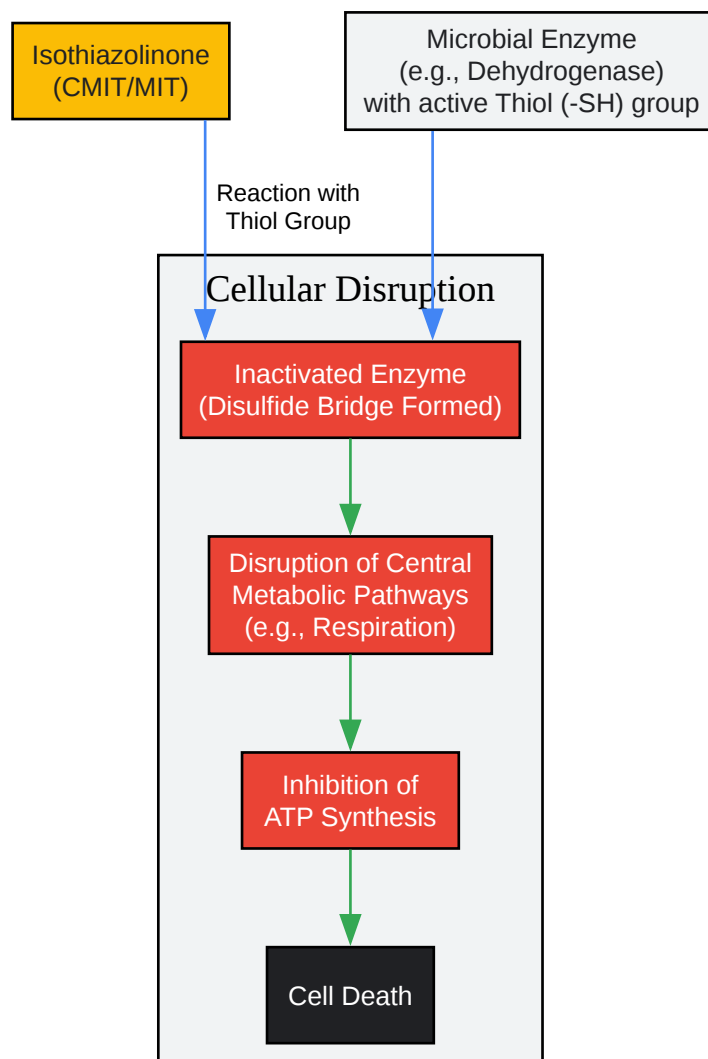 Isothiazolinone
(CMIT/MIT)
Microbial Enzyme
(e.g., Dehydrogenase)
with active Thiol (-SH) group
Reaction with
Thiol Group
Cellular Disruption
Inactivated Enzyme
(Disulfide Bridge Formed)
Disruption of Central
Metabolic Pathways
(e.g., Respiration)
Inhibition of
ATP Synthesis
Cell Death